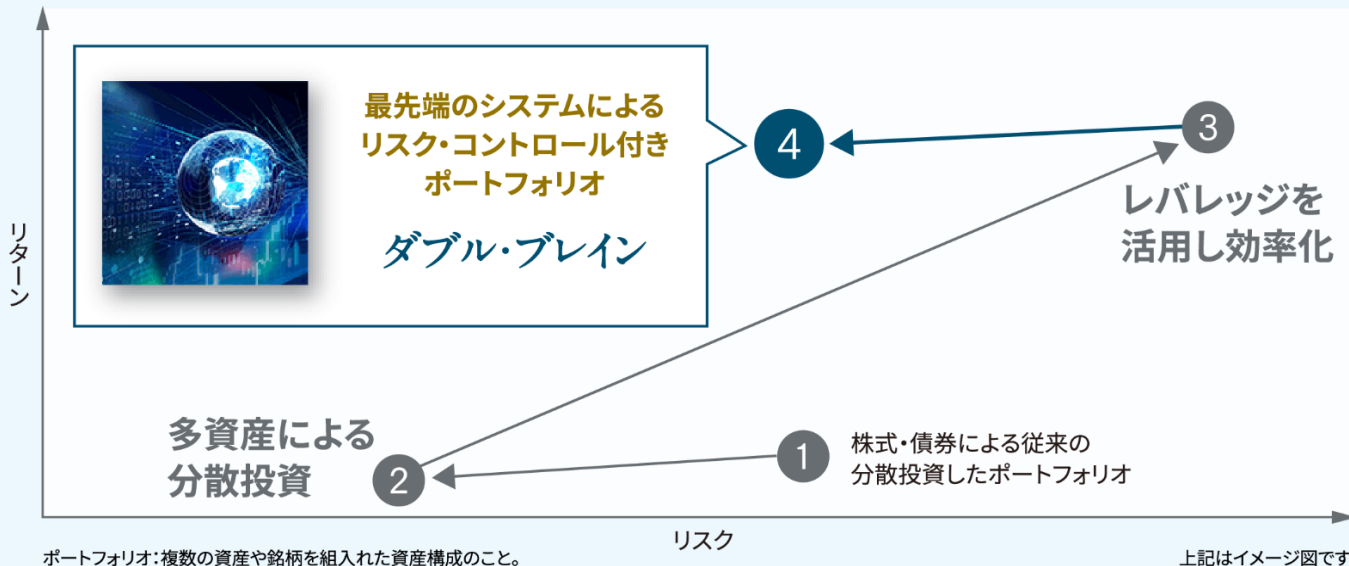 最先端のシステムによる
リスク・コントロール付き
ポートフォリオ
ダブル・ブレイン
4
3
レバレッジを
活用し効率化
リターン
多資産による
分散投資
2
1
株式・債券による従来の
分散投資したポートフォリオ
リスク
ポートフォリオ：複数の資産や銘柄を組入れた資産構成のこと。
上記はイメージ図です